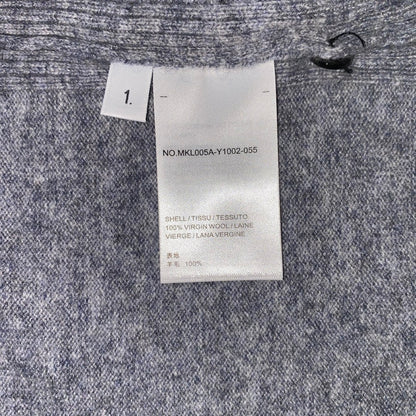 1.
NO.MKL005A-Y1002-055
SHELL / TISSU / TESSUTO
100% VIRGIN WOOL / LAINE
VIERGE / LANA VERGINE
表地
羊毛 100%